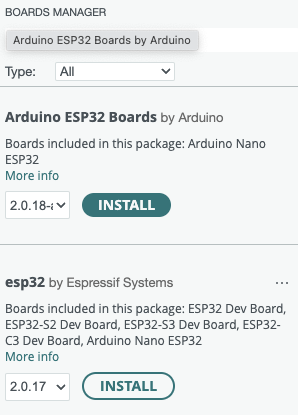 BOARDS MANAGER
Arduino ESP32 Boards by Arduino
Type:
All
Arduino ESP32 Boards by Arduino
Boards included in this package: Arduino Nano
ESP32
More info
2.0.18-a
INSTALL
esp32 by Espressif Systems
...
Boards included in this package: ESP32 Dev Board,
ESP32-S2 Dev Board, ESP32-S3 Dev Board, ESP32-
C3 Dev Board, Arduino Nano ESP32
More info
2.0.17
INSTALL